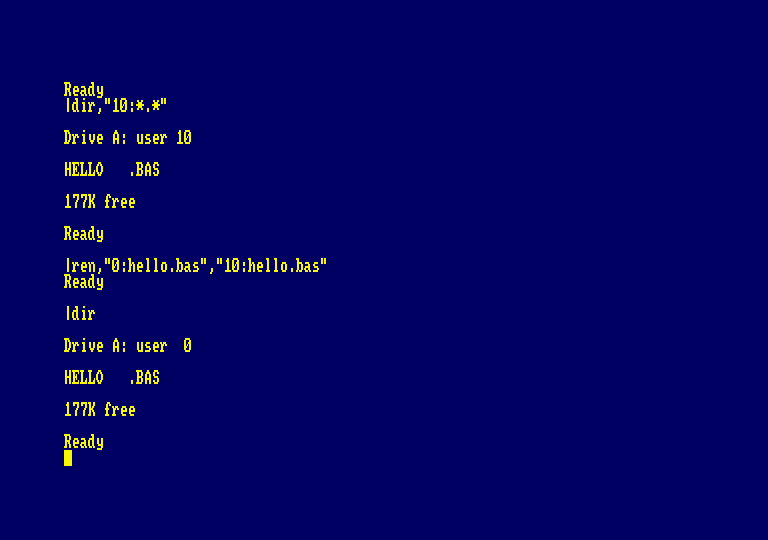 Ready
|dir,"10:*.*"
Drive A: user 10
HELLO   .BAS
177K free
Ready
|ren,"0:hello.bas","10:hello.bas"
Ready
|dir
Drive A: user  0
HELLO   .BAS
177K free
Ready